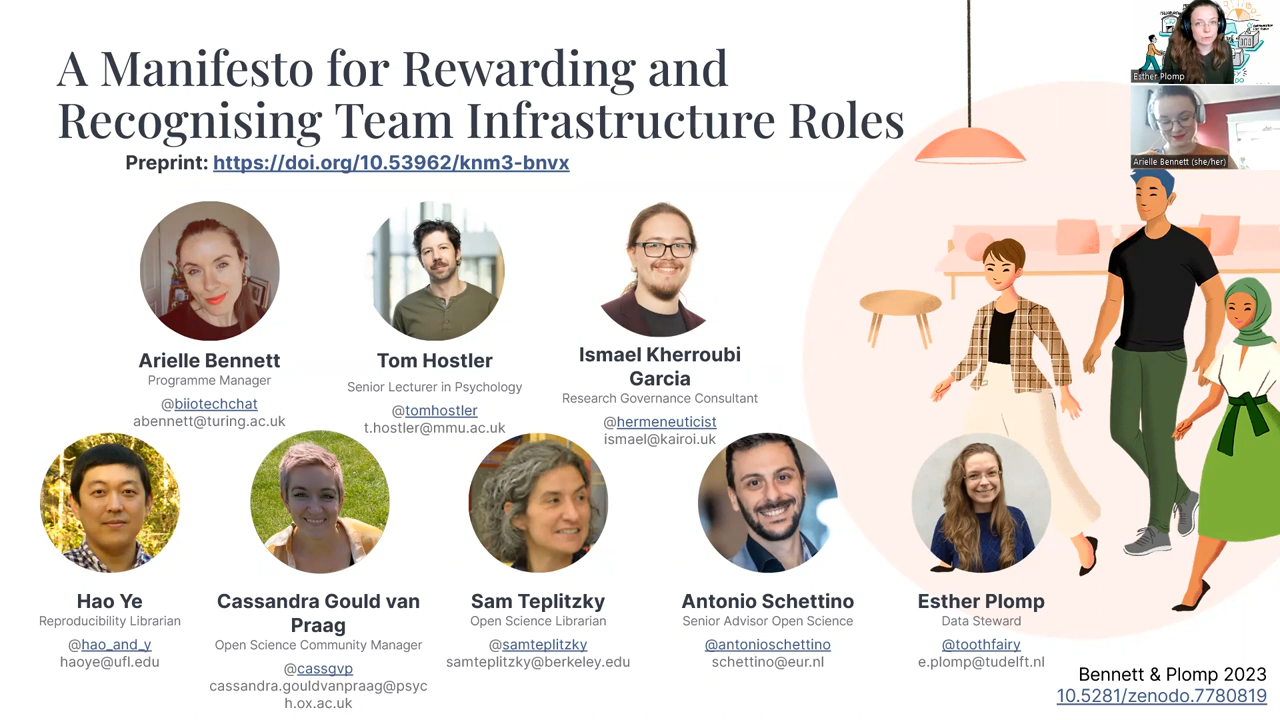 A Manifesto for Rewarding and
Recognising Team Infrastructure Roles
Preprint: https://doi.org/10.53962/knm3-bnvx
Esther Plomp
Arielle Bennett (she/her)
Arielle Bennett
Programme Manager
@biiotechchat
abennett@turing.ac.uk
Tom Hostler
Senior Lecturer in Psychology
@tomhostler
t.hostler@mmu.ac.uk
Ismael Kherroubi
Garcia
Research Governance Consultant
@hermeneuticist
ismael@kairoi.uk
Hao Ye
Reproducibility Librarian
@hao_and_y
haoye@ufl.edu
Cassandra Gould van
Praag
Open Science Community Manager
@cassgvp
cassandra.gouldvanpraag@psyc
h.ox.ac.uk
Sam Teplitzky
Open Science Librarian
@samteplitzky
samteplitzky@berkeley.edu
Antonio Schettino
Senior Advisor Open Science
@antonioschettino
schettino@eur.nl
Esther Plomp
Data Steward
@toothfairy
e.plomp@tudelft.nl
Bennett & Plomp 2023
10.5281/zenodo.7780819